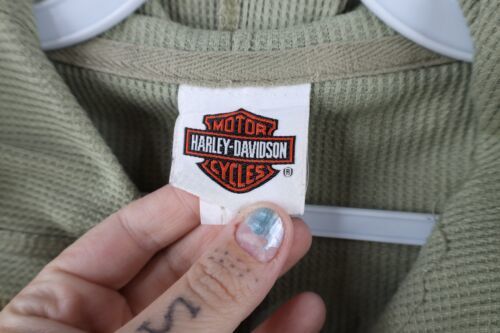 MOTOR
HARLEY-DAVIDSON
CYCLES
®